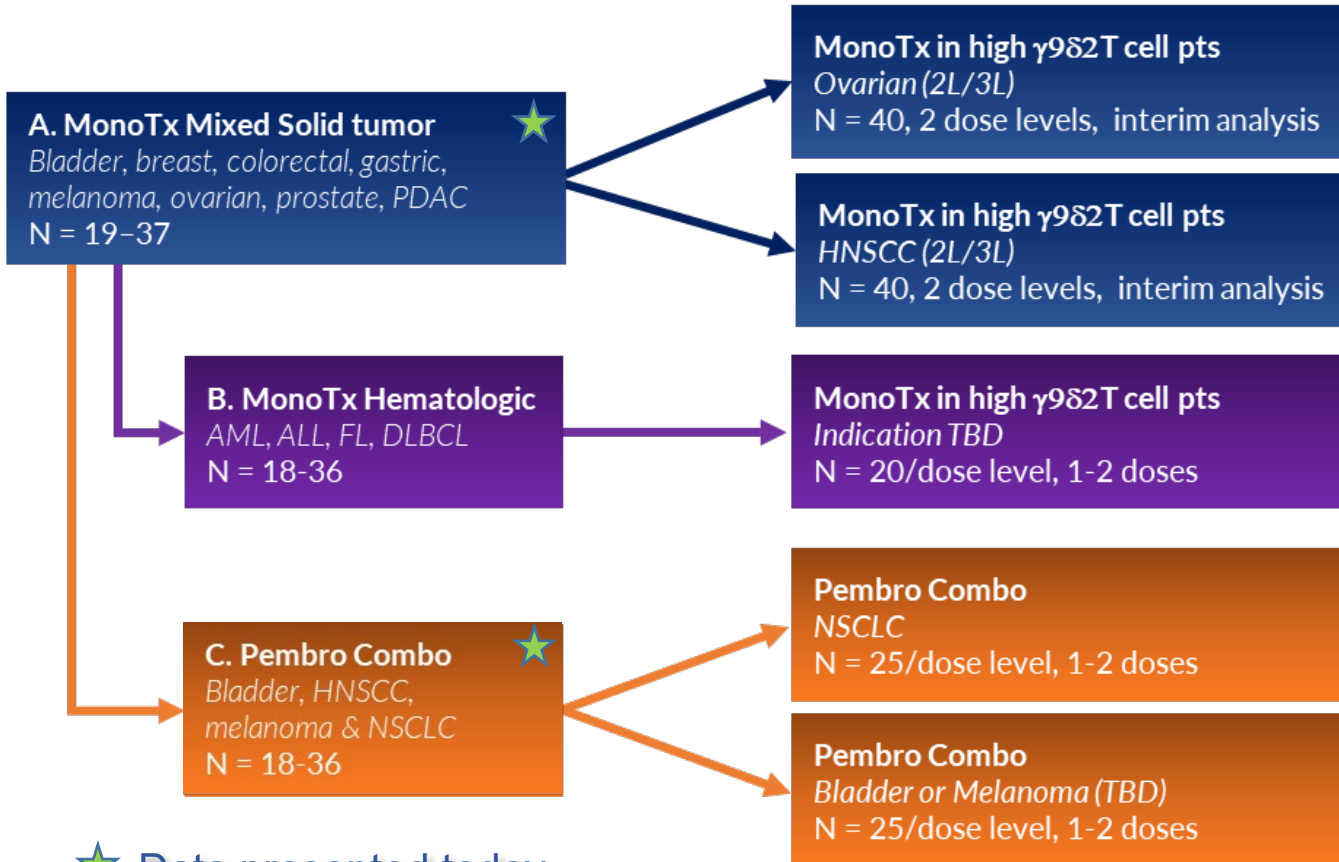 A. MonoTx Mixed Solid tumor
Bladder, breast, colorectal, gastric,
melanoma, ovarian, prostate, PDAC
N = 19–37
MonoTx in high γ9δ2T cell pts
Ovarian (2L/3L)
N = 40, 2 dose levels, interim analysis
MonoTx in high γ9δ2T cell pts
HNSCC (2L/3L)
N = 40, 2 dose levels, interim analysis
B. MonoTx Hematologic
AML, ALL, FL, DLBCL
N = 18-36
MonoTx in high γ9δ2T cell pts
Indication TBD
N = 20/dose level, 1-2 doses
C. Pembro Combo
Bladder, HNSCC,
melanoma & NSCLC
N = 18-36
Pembro Combo
NSCLC
N = 25/dose level, 1-2 doses
Pembro Combo
Bladder or Melanoma (TBD)
N = 25/dose level, 1-2 doses
Data presented today